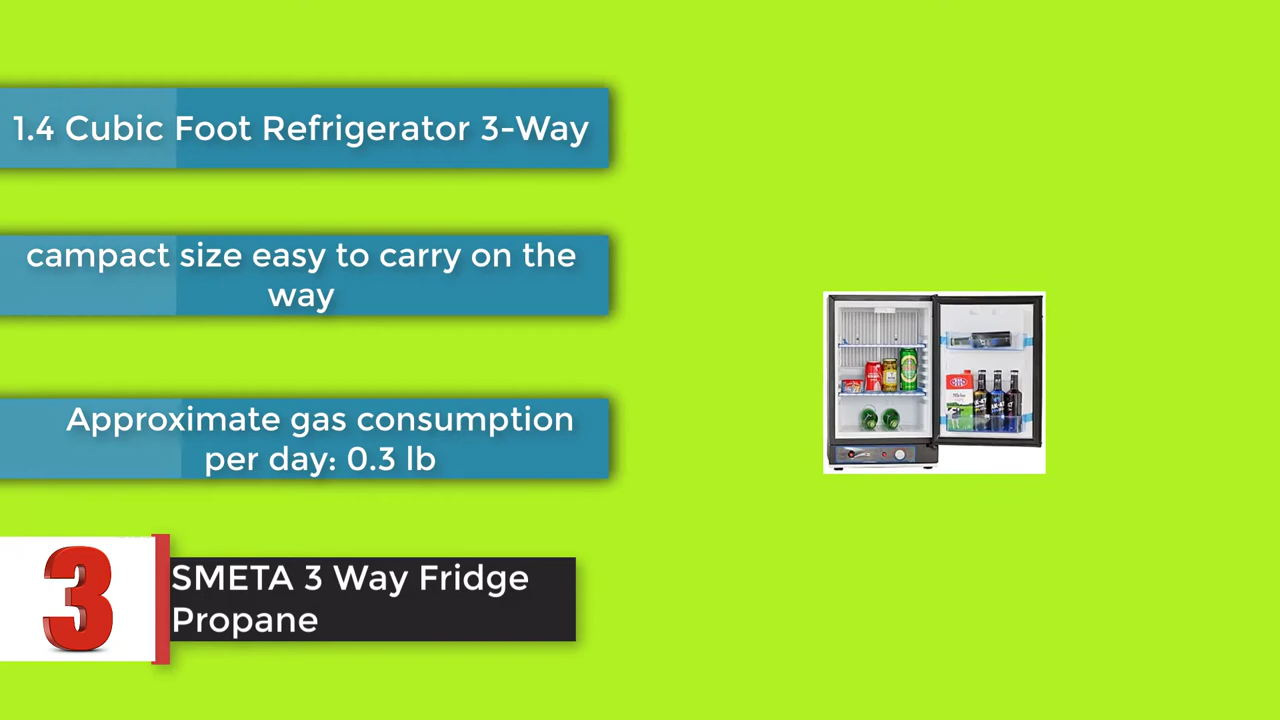 1.4 Cubic Foot Refrigerator 3-Way
campact size easy to carry on the
way
Approximate gas consumption
per day: 0.3 lb
3
SMETA 3 Way Fridge
Propane